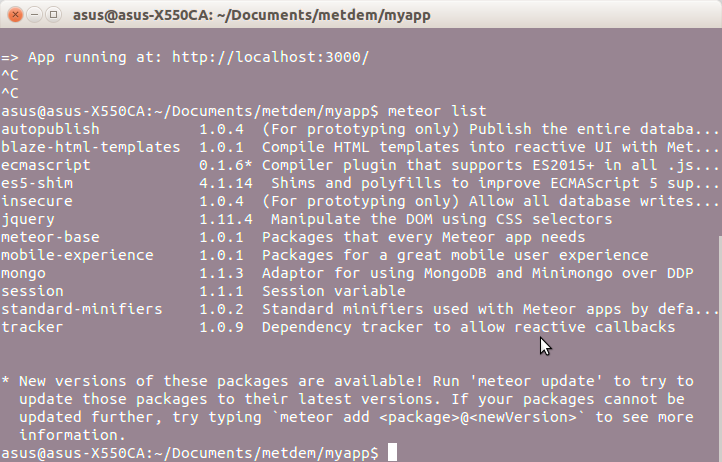 asus@asus-X550CA: ~/Documents/metdem/myapp
=> App running at: http://localhost:3000/
^C
^C
asus@asus-X550CA:~/Documents/metdem/myapp$ meteor list
autopublish 1.0.4 (For prototyping only) Publish the entire databa...
blaze-html-templates 1.0.1 Compile HTML templates into reactive UI with Met...
ecmascript 0.1.6* Compiler plugin that supports ES2015+ in all .js...
es5-shim 4.1.14 Shims and polyfills to improve ECMAScript 5 sup...
insecure 1.0.4 (For prototyping only) Allow all database writes...
jquery 1.11.4 Manipulate the DOM using CSS selectors
meteor-base 1.0.1 Packages that every Meteor app needs
mobile-experience 1.0.1 Packages for a great mobile user experience
mongo 1.1.3 Adaptor for using MongoDB and Minimongo over DDP
session 1.1.1 Session variable
standard-minifiers 1.0.2 Standard minifiers used with Meteor apps by defa...
tracker 1.0.9 Dependency tracker to allow reactive callbacks
* New versions of these packages are available! Run 'meteor update' to try to
update those packages to their latest versions. If your packages cannot be
updated further, try typing `meteor add <package>@<newVersion>` to see more
information.
asus@asus-X550CA:~/Documents/metdem/myapp$